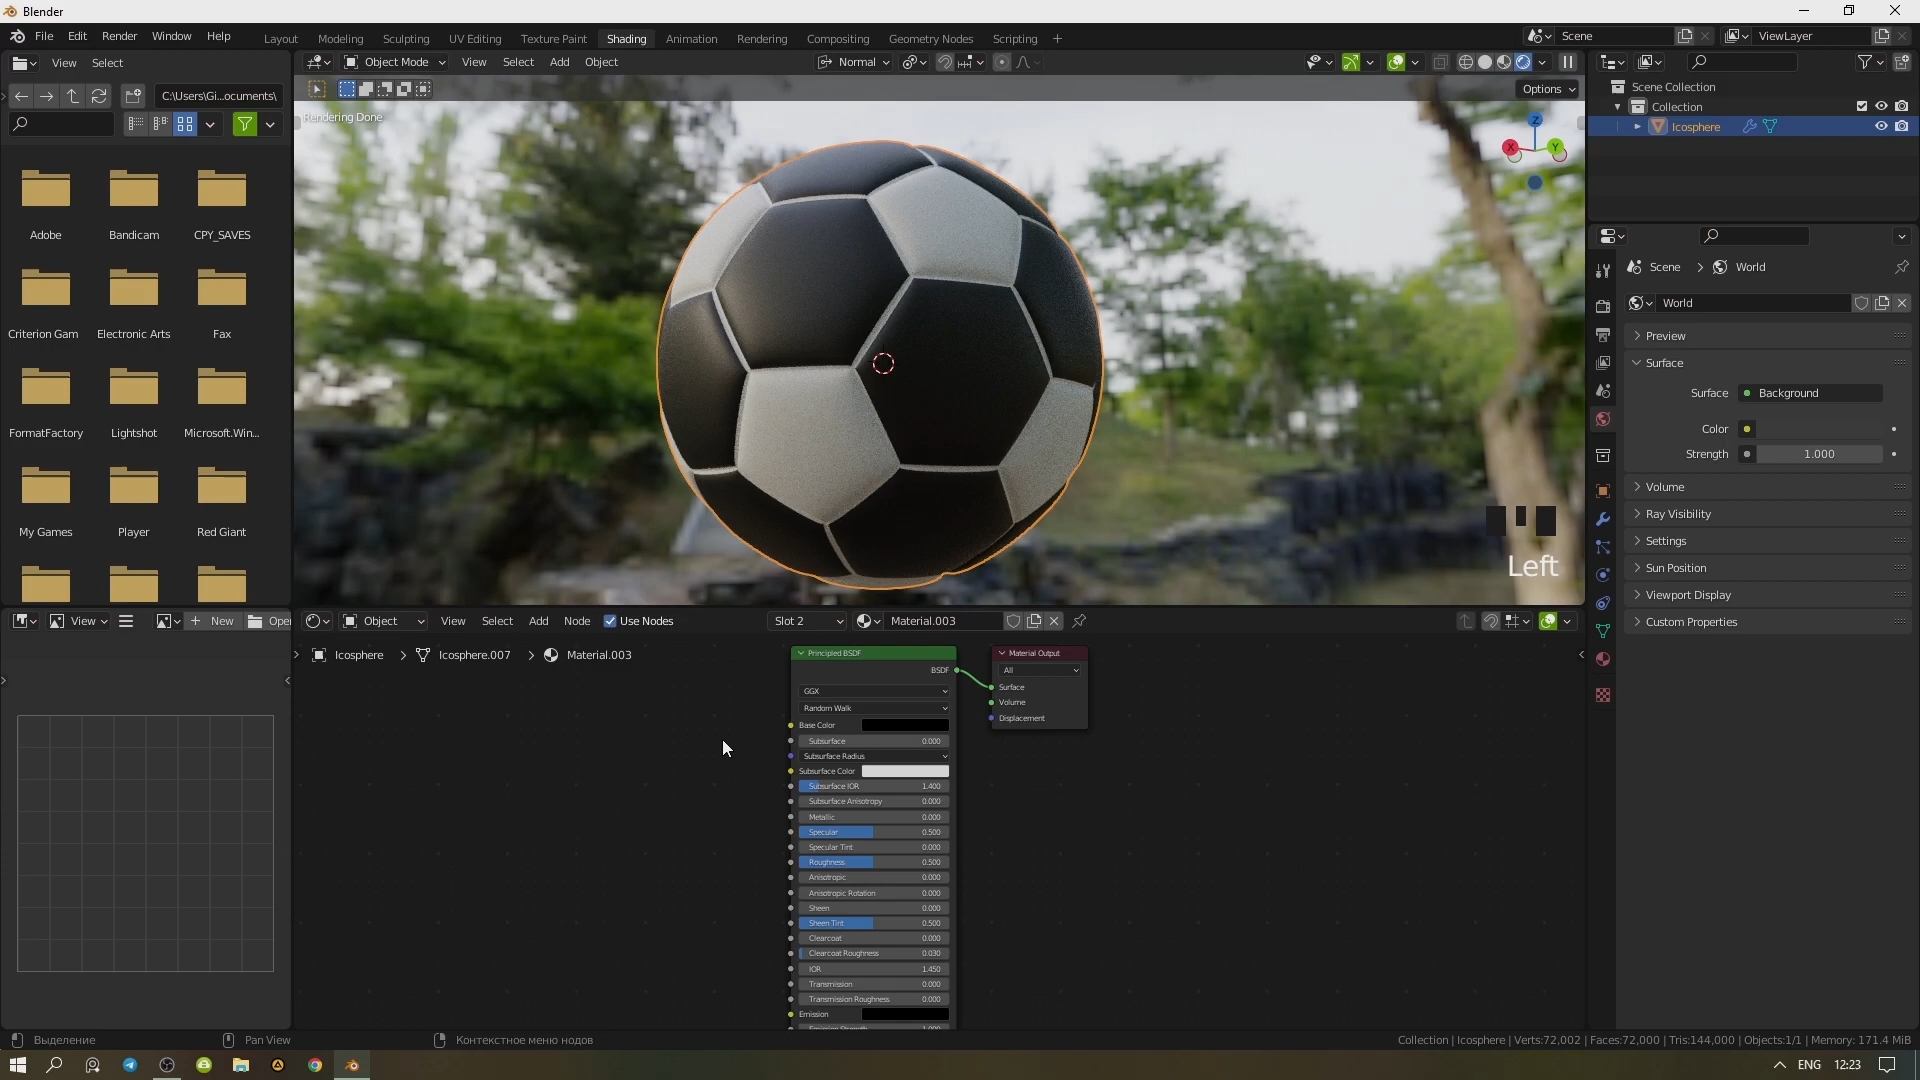 Blender
File Edit Render Window Help
Layout Modeling Sculpting UV Editing Texture Paint Shading Animation Rendering Compositing Geometry Nodes Scripting +
Scene
ViewLayer
View Select
C:\Users\Gi...ocuments\
Adobe Bandicam CPY_SAVES
Criterion Gam Electronic Arts Fax
FormatFactory Lightshot Microsoft.Win...
My Games Player Red Giant
Object Mode View Select Add Object
Normal
Options
Rendering Done
Z
X Y
Left
Scene Collection
Collection
Icosphere
Scene > World
World
Preview
Surface
Surface Background
Color
Strength 1.000
Volume
Ray Visibility
Settings
Sun Position
Viewport Display
Custom Properties
View
+ New
Open
Object View Select Add Node Use Nodes
Slot 2
Material.003
Icosphere > Icosphere.007 > Material.003
Principled BSDF
BSDF
GGX
Random Walk
Base Color
Subsurface 0.000
Subsurface Radius
Subsurface Color
Subsurface IOR 1.400
Subsurface Anisotropy 0.000
Metallic 0.000
Specular 0.500
Specular Tint 0.000
Roughness 0.500
Anisotropic 0.000
Anisotropic Rotation 0.000
Sheen 0.000
Sheen Tint 0.500
Clearcoat 0.000
Clearcoat Roughness 0.030
IOR 1.450
Transmission 0.000
Transmission Roughness 0.000
Emission
Emission Strength 1.000
Material Output
All
Surface
Volume
Displacement
Выделение
Pan View
Контекстное меню нодов
Collection | Icosphere | Verts:72,002 | Faces:72,000 | Tris:144,000 | Objects:1/1 | Memory: 171.4 MiB
ENG 12:23